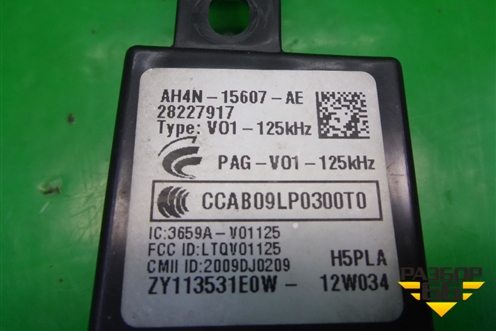 AH4N-15607-AE
28227917
Type: V01-125kHz
PAG-V01-125kHz
CCAB09LP0300T0
IC:3659A-V01125
FCC ID:LTQV01125
CMII ID:2009DJ0209
H5PLA
ZY113531E0W - 12W034
РАЗБОР